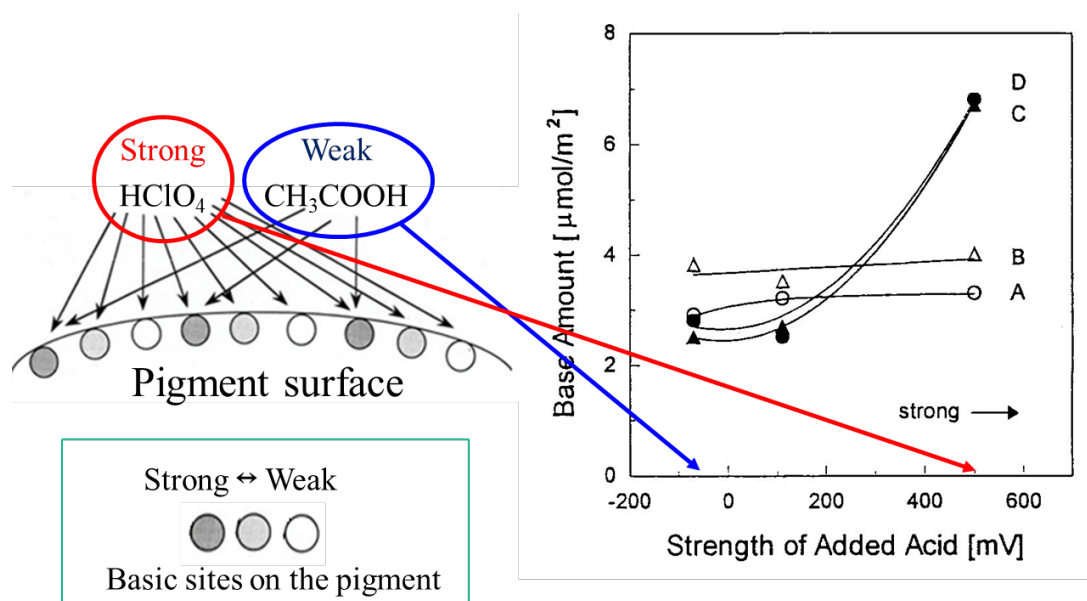 Strong
HClO₄
Weak
CH₃COOH
Pigment surface
Strong ↔ Weak
Basic sites on the pigment
Base Amount [ μmol/m² ]
8
6
4
2
0
-200
0
200
400
600
D
C
B
A
strong
Strength of Added Acid [mV]